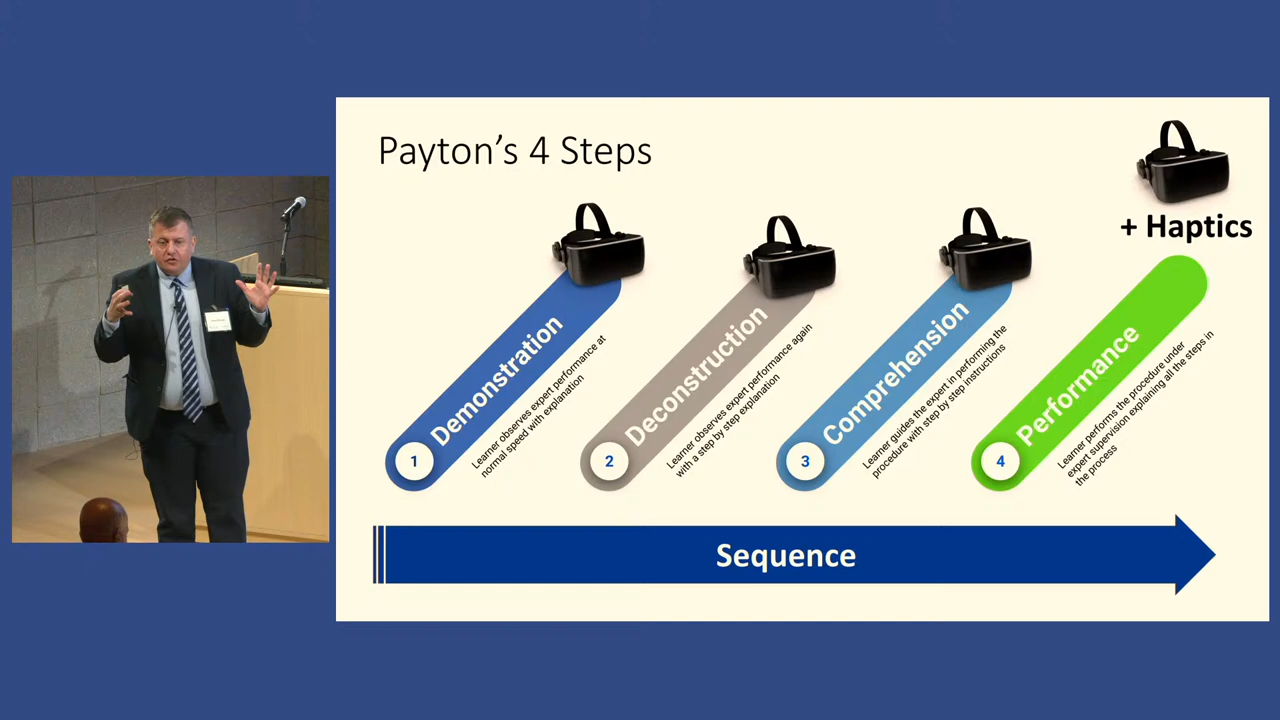 Payton's 4 Steps
+ Haptics
Demonstration
Learner observes expert performance at
normal speed with explanation
1
Deconstruction
Learner observes expert performance again
with a step by step explanation
2
Comprehension
Learner guides the expert in performing the
procedure with step by step instructions
3
Performance
Learner performs the procedure under
expert supervision explaining all the steps in
the process
4
Sequence